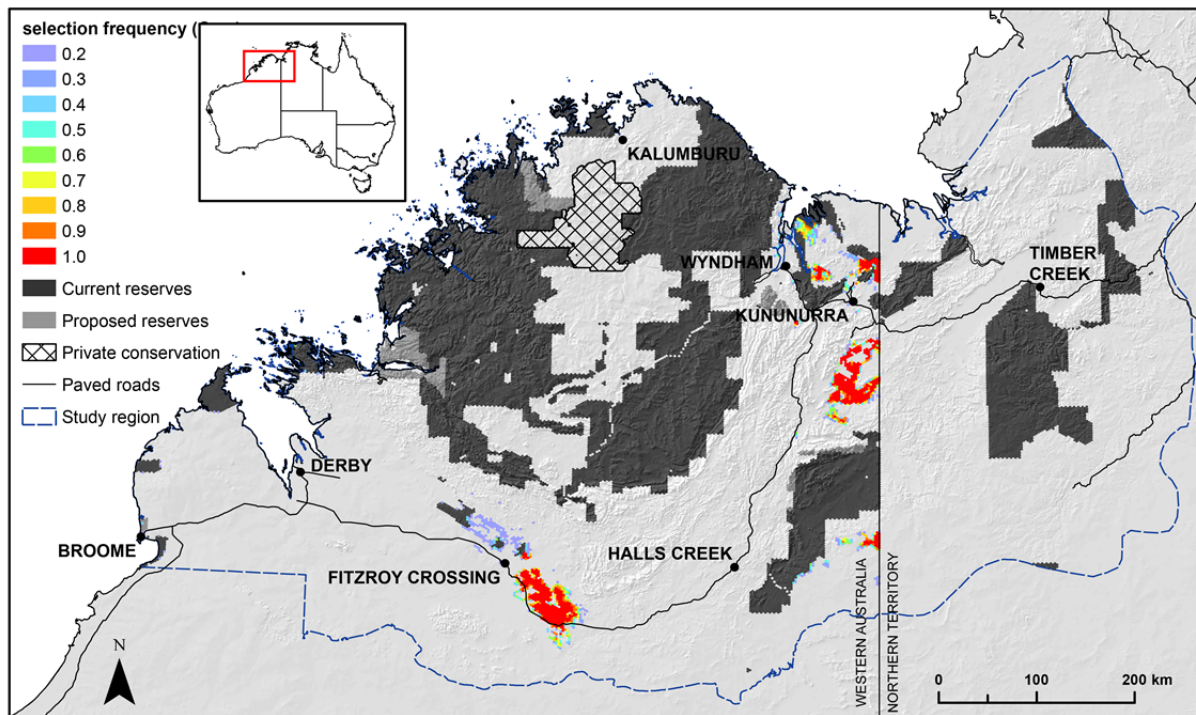 selection frequency (
0.2
0.3
0.4
0.5
0.6
0.7
0.8
0.9
1.0
Current reserves
Proposed reserves
Private conservation
Paved roads
Study region
KALUMBURU
WYNDHAM
KUNUNURRA
TIMBER
CREEK
DERBY
BROOME
FITZROY CROSSING
HALLS CREEK
WESTERN AUSTRALIA
NORTHERN TERRITORY
N
0 100 200 km